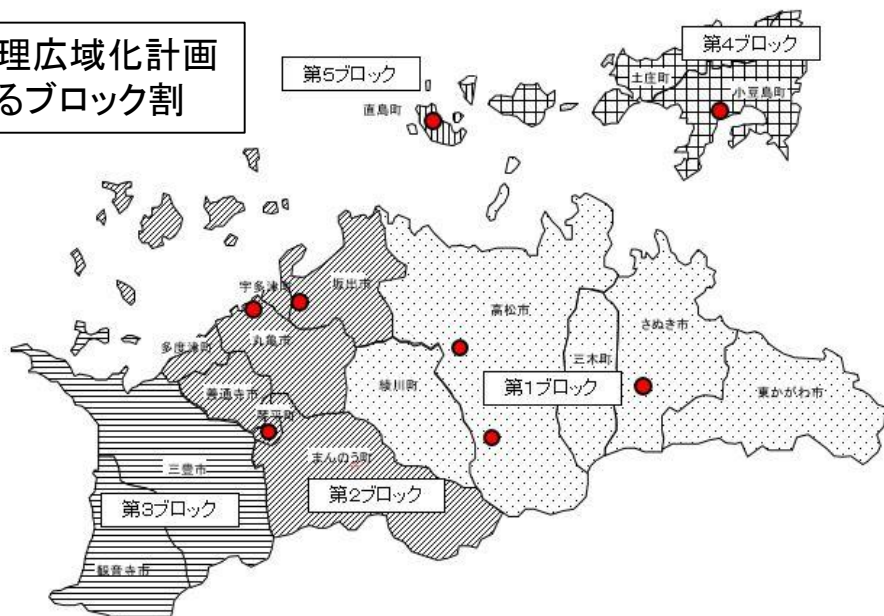 理広域化計画
るブロック割
第5ブロック
第4ブロック
土庄町
小豆島町
直島町
宇多津町
坂出市
高松市
さぬき市
多度津町
丸亀市
三木町
善通寺市
綾川町
第1ブロック
東かがわ市
琴平町
まんのう町
三豊市
第2ブロック
第3ブロック
観音寺市